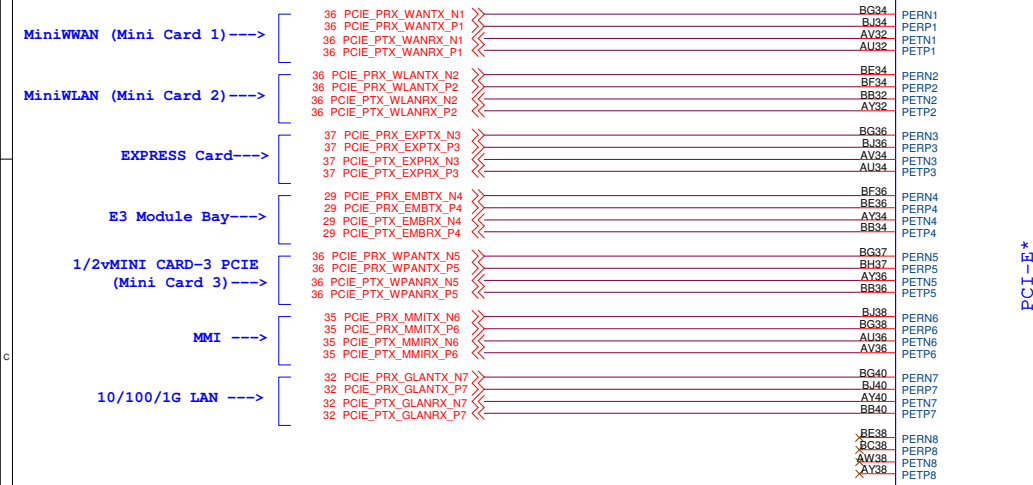 MiniWWAN (Mini Card 1)--->
36 PCIE_PRX_WANTX_N1 BG34 PERN1
36 PCIE_PRX_WANTX_P1 BJ34 PERP1
36 PCIE_PTX_WANRX_N1 AV32 PETN1
36 PCIE_PTX_WANRX_P1 AU32 PETP1
MiniWLAN (Mini Card 2)--->
36 PCIE_PRX_WLANTX_N2 BE34 PERN2
36 PCIE_PRX_WLANTX_P2 BF34 PERP2
36 PCIE_PTX_WLANRX_N2 BB32 PETN2
36 PCIE_PTX_WLANRX_P2 AY32 PETP2
EXPRESS Card--->
37 PCIE_PRX_EXPTX_N3 BG36 PERN3
37 PCIE_PRX_EXPTX_P3 BJ36 PERP3
37 PCIE_PTX_EXPRX_N3 AV34 PETN3
37 PCIE_PTX_EXPRX_P3 AU34 PETP3
E3 Module Bay--->
29 PCIE_PRX_EMBTX_N4 BF36 PERN4
29 PCIE_PRX_EMBTX_P4 BE36 PERP4
29 PCIE_PTX_EMBRX_N4 AY34 PETN4
29 PCIE_PTX_EMBRX_P4 BB34 PETP4
1/2vMINI CARD-3 PCIE
(Mini Card 3)--->
36 PCIE_PRX_WPANTX_N5 BG37 PERN5
36 PCIE_PRX_WPANTX_P5 BH37 PERP5
36 PCIE_PTX_WPANRX_N5 AY36 PETN5
36 PCIE_PTX_WPANRX_P5 BB36 PETP5
MMI --->
35 PCIE_PRX_MMITX_N6 BJ38 PERN6
35 PCIE_PRX_MMITX_P6 BG38 PERP6
35 PCIE_PTX_MMIRX_N6 AU36 PETN6
35 PCIE_PTX_MMIRX_P6 AV36 PETP6
10/100/1G LAN --->
32 PCIE_PRX_GLANTX_N7 BG40 PERN7
32 PCIE_PRX_GLANTX_P7 BJ40 PERP7
32 PCIE_PTX_GLANRX_N7 AY40 PETN7
32 PCIE_PTX_GLANRX_P7 BB40 PETP7
BE38 PERN8
BC38 PERP8
AW38 PETN8
AY38 PETP8
PCI-E*
C